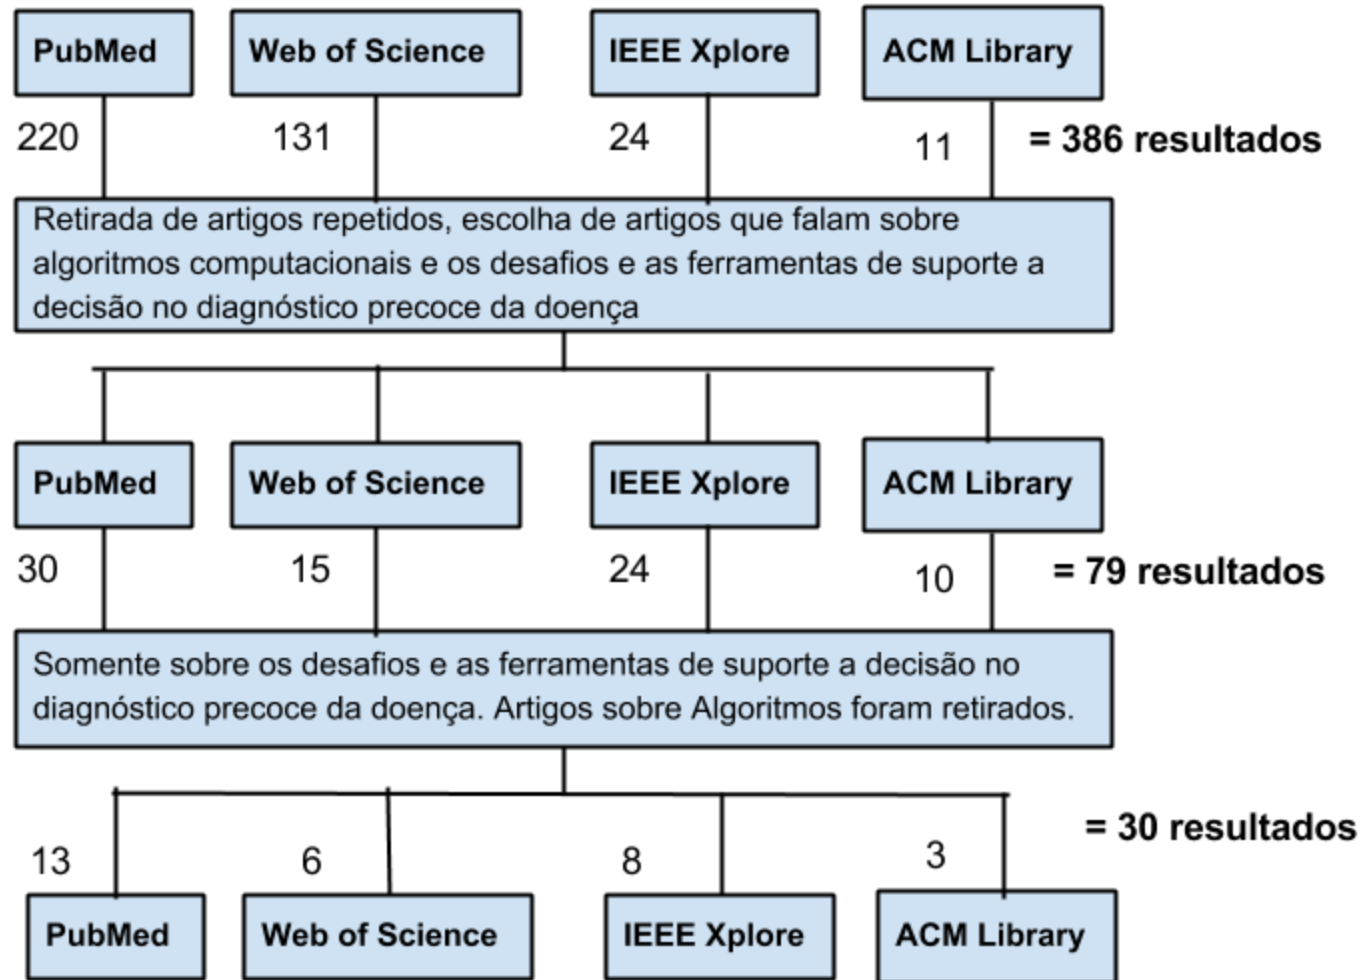 PubMed
Web of Science
IEEE Xplore
ACM Library
220
131
24
11
= 386 resultados
Retirada de artigos repetidos, escolha de artigos que falam sobre
algoritmos computacionais e os desafios e as ferramentas de suporte a
decisão no diagnóstico precoce da doença
PubMed
Web of Science
IEEE Xplore
ACM Library
30
15
24
10
= 79 resultados
Somente sobre os desafios e as ferramentas de suporte a decisão no
diagnóstico precoce da doença. Artigos sobre Algoritmos foram retirados.
= 30 resultados
13
6
8
3
PubMed
Web of Science
IEEE Xplore
ACM Library